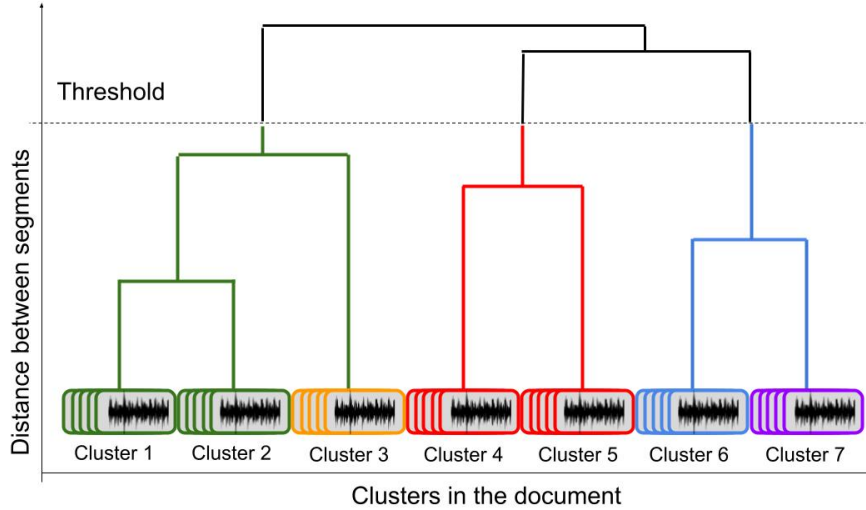 Threshold
Distance between segments
Cluster 1
Cluster 2
Cluster 3
Cluster 4
Cluster 5
Cluster 6
Cluster 7
Clusters in the document